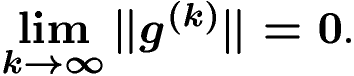 lim_{k→∞} ||g^{(k)}|| = 0.